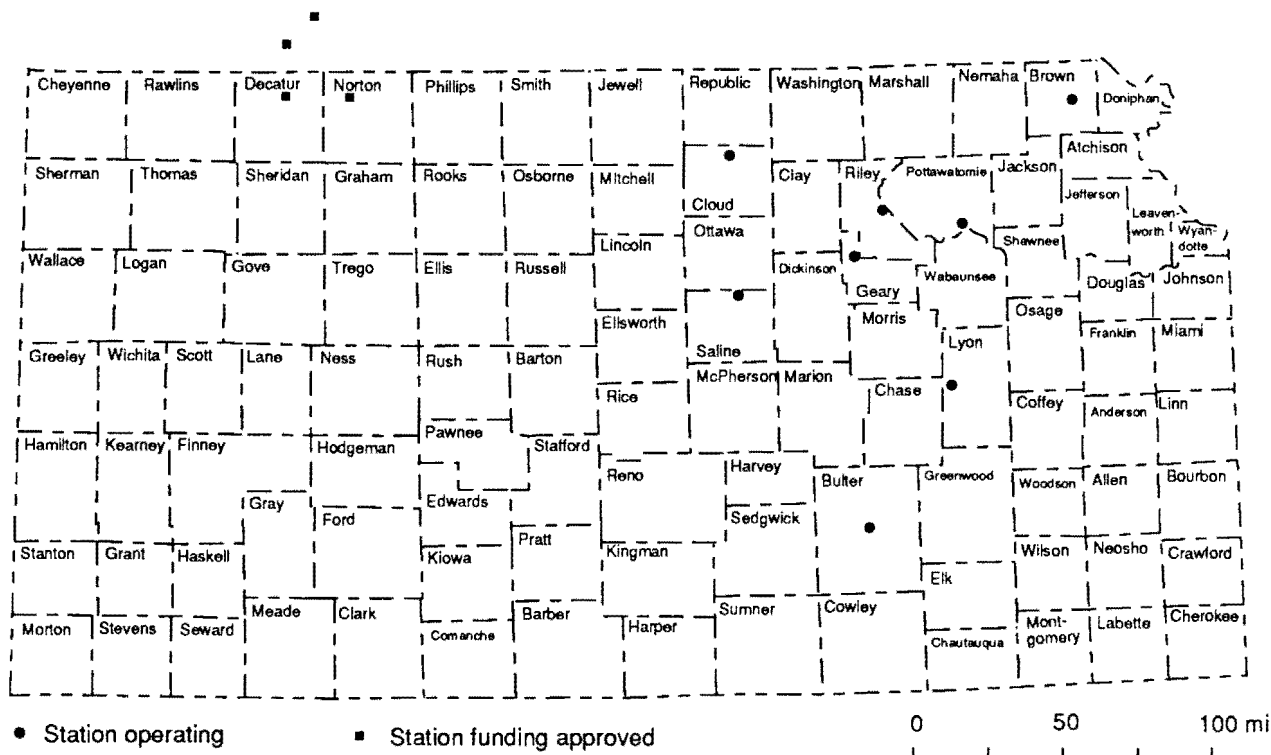 Cheyenne
Rawlins
Decatur
Norton
Phillips
Smith
Jewell
Republic
Washington
Marshall
Nemaha
Brown
Doniphan
Sherman
Thomas
Sheridan
Graham
Rooks
Osborne
Mitchell
Cloud
Clay
Riley
Pottawatomie
Jackson
Atchison
Jefferson
Leaven-
worth
Wyan-
dotte
Wallace
Logan
Gove
Trego
Ellis
Russell
Lincoln
Ottawa
Dickinson
Geary
Wabaunsee
Shawnee
Douglas
Johnson
Ellsworth
Saline
Morris
Lyon
Osage
Franklin
Miami
Greeley
Wichita
Scott
Lane
Ness
Rush
Barton
Rice
McPherson
Marion
Chase
Coffey
Anderson
Linn
Hamilton
Kearney
Finney
Hodgeman
Pawnee
Stafford
Reno
Harvey
Butler
Greenwood
Woodson
Allen
Bourbon
Gray
Ford
Edwards
Sedgwick
Stanton
Grant
Haskell
Kiowa
Pratt
Kingman
Elk
Wilson
Neosho
Crawford
Morton
Stevens
Seward
Meade
Clark
Comanche
Barber
Harper
Sumner
Cowley
Chautauqua
Mont-
gomery
Labette
Cherokee
Station operating
Station funding approved
0 50 100 mi